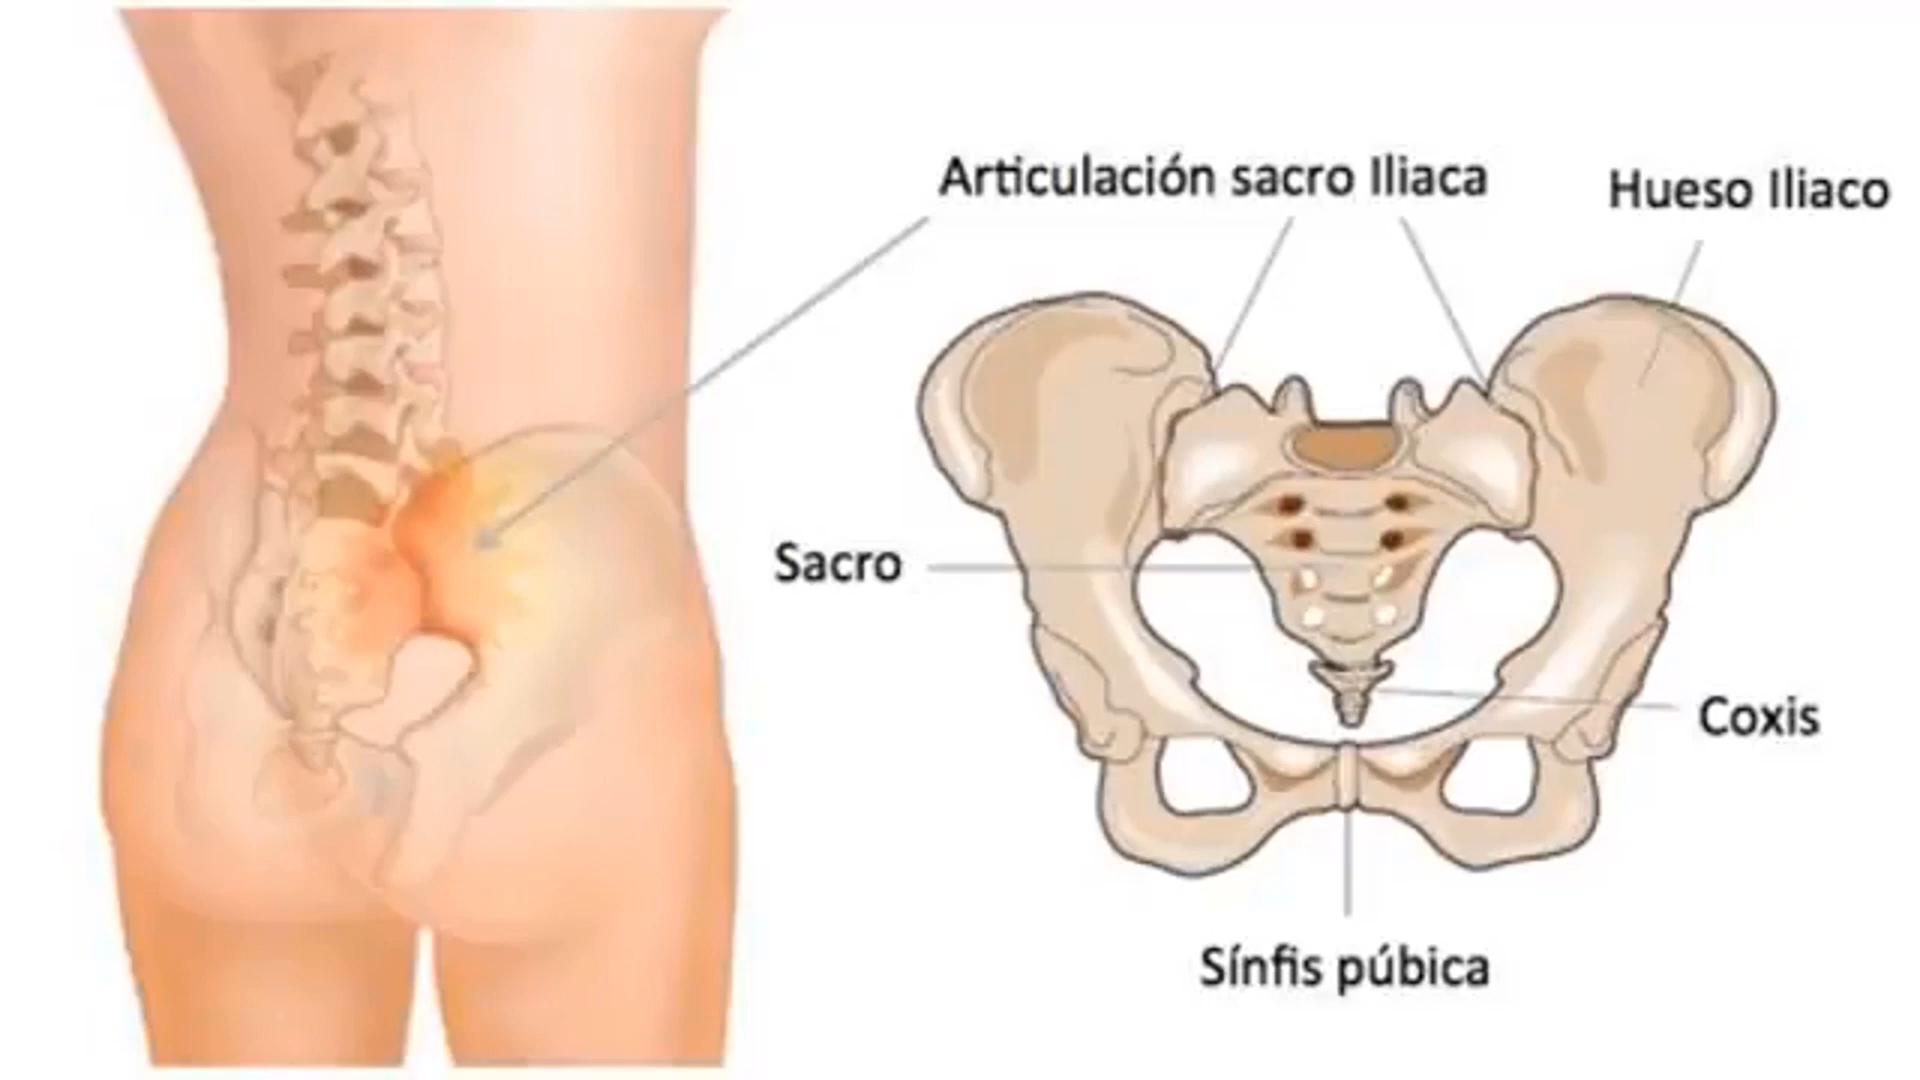 Articulación sacro Iliaca
Hueso Iliaco
Sacro
Coxis
Sínfis púbica